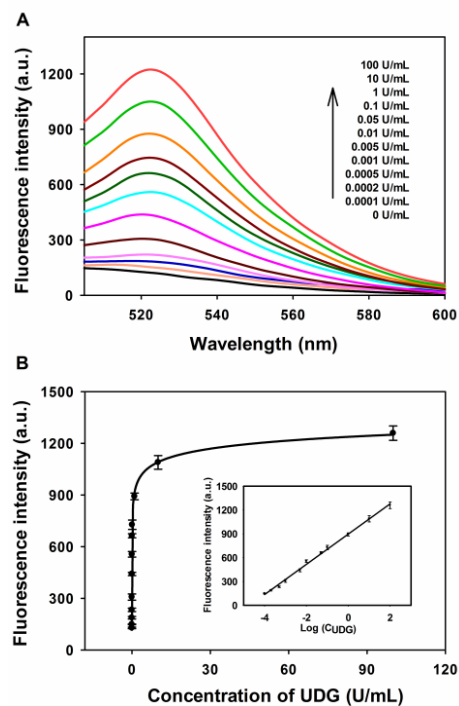 A
Fluorescence intensity (a.u.)
1200
900
600
300
0
100 U/mL
10 U/mL
1 U/mL
0.1 U/mL
0.05 U/mL
0.01 U/mL
0.005 U/mL
0.001 U/mL
0.0005 U/mL
0.0002 U/mL
0.0001 U/mL
0 U/mL
520 540 560 580 600
Wavelength (nm)
B
Fluorescence intensity (a.u.)
1500
1200
900
600
300
0
Fluorescence intensity (a.u.)
1500
1200
900
600
300
0
-4 -2 0 2 4
Log (CUDG)
0 30 60 90 120
Concentration of UDG (U/mL)